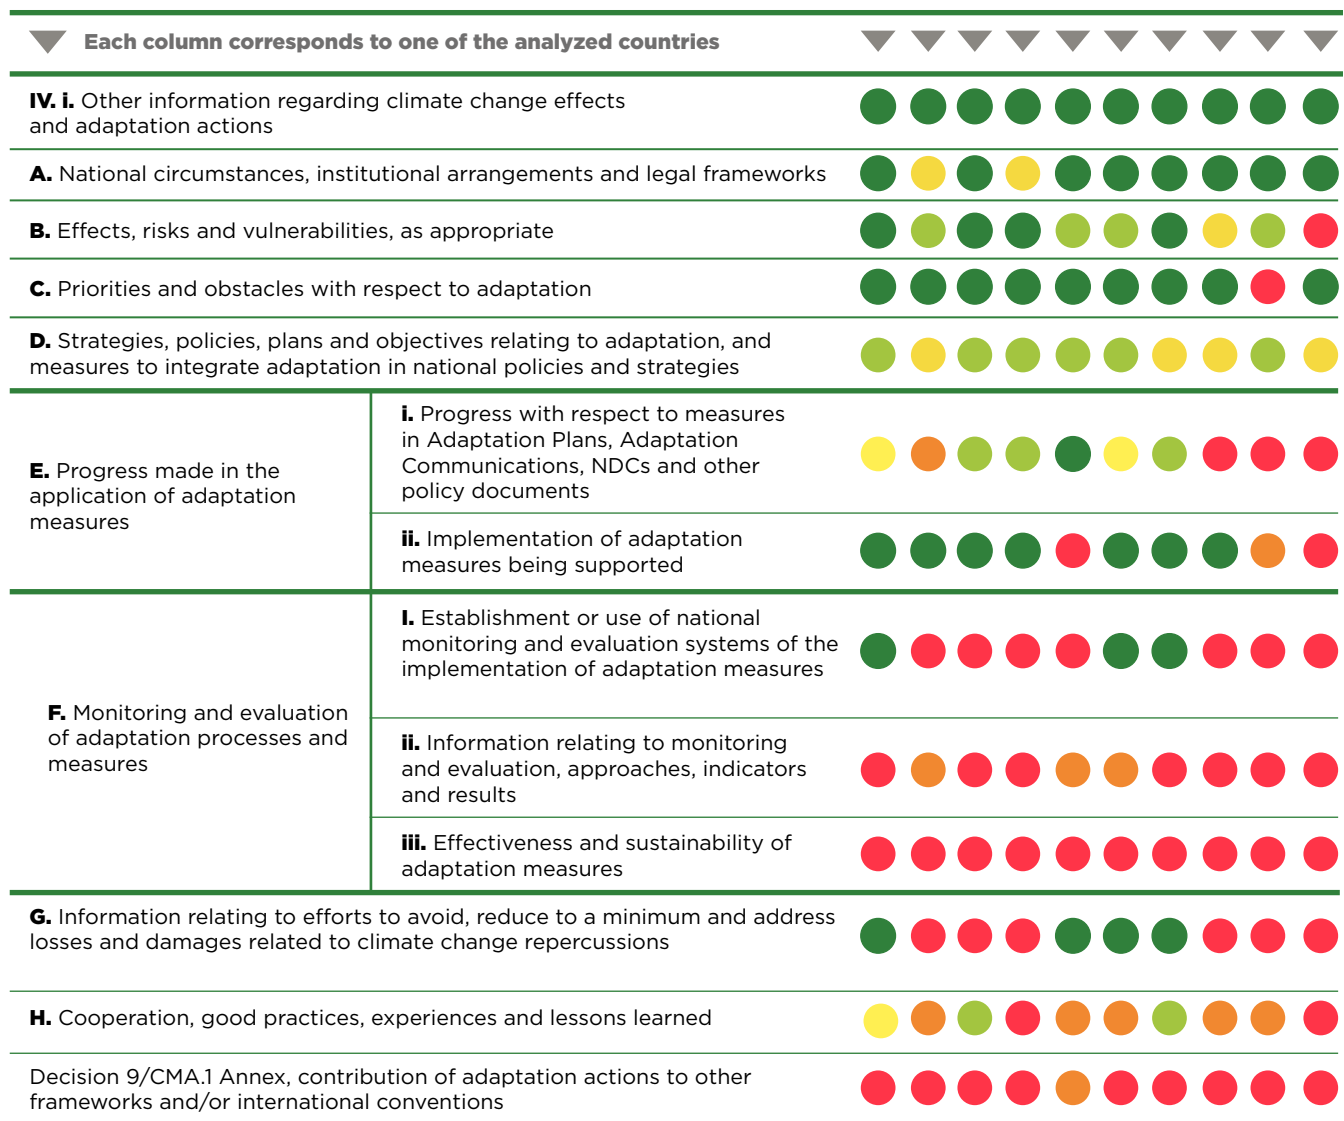 Each column corresponds to one of the analyzed countries
IV. i. Other information regarding climate change effects
and adaptation actions
A. National circumstances, institutional arrangements and legal frameworks
B. Effects, risks and vulnerabilities, as appropriate
C. Priorities and obstacles with respect to adaptation
D. Strategies, policies, plans and objectives relating to adaptation, and
measures to integrate adaptation in national policies and strategies
E. Progress made in the
application of adaptation
measures
i. Progress with respect to measures
in Adaptation Plans, Adaptation
Communications, NDCs and other
policy documents
ii. Implementation of adaptation
measures being supported
F. Monitoring and evaluation
of adaptation processes and
measures
I. Establishment or use of national
monitoring and evaluation systems of the
implementation of adaptation measures
ii. Information relating to monitoring
and evaluation, approaches, indicators
and results
iii. Effectiveness and sustainability of
adaptation measures
G. Information relating to efforts to avoid, reduce to a minimum and address
losses and damages related to climate change repercussions
H. Cooperation, good practices, experiences and lessons learned
Decision 9/CMA.1 Annex, contribution of adaptation actions to other
frameworks and/or international conventions